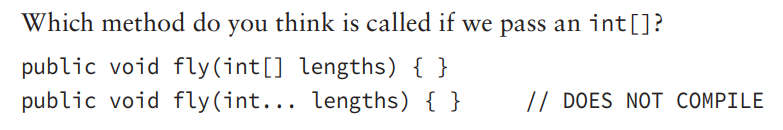 Which method do you think is called if we pass an int[]?
public void fly(int[] lengths) { }
public void fly(int... lengths) { }     // DOES NOT COMPILE